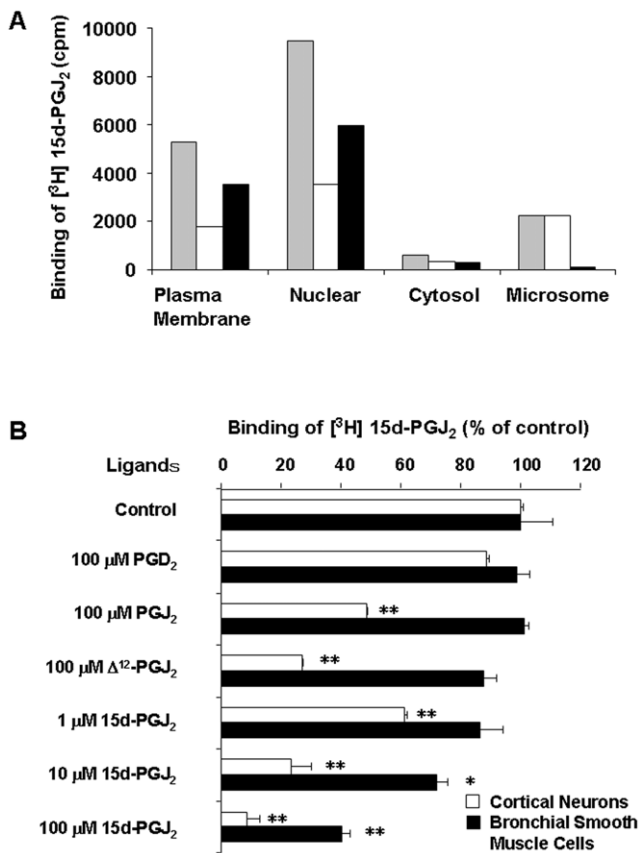 A
Binding of [³H] 15d-PGJ₂ (cpm)
10000
8000
6000
4000
2000
0
Plasma
Membrane
Nuclear
Cytosol
Microsome
B
Binding of [³H] 15d-PGJ₂ (% of control)
Ligands
0 20 40 60 80 100 120
Control
100 μM PGD₂
100 μM PGJ₂
**
100 μM Δ¹²-PGJ₂
**
1 μM 15d-PGJ₂
**
10 μM 15d-PGJ₂
**
*
100 μM 15d-PGJ₂
**
**
Cortical Neurons
Bronchial Smooth
Muscle Cells